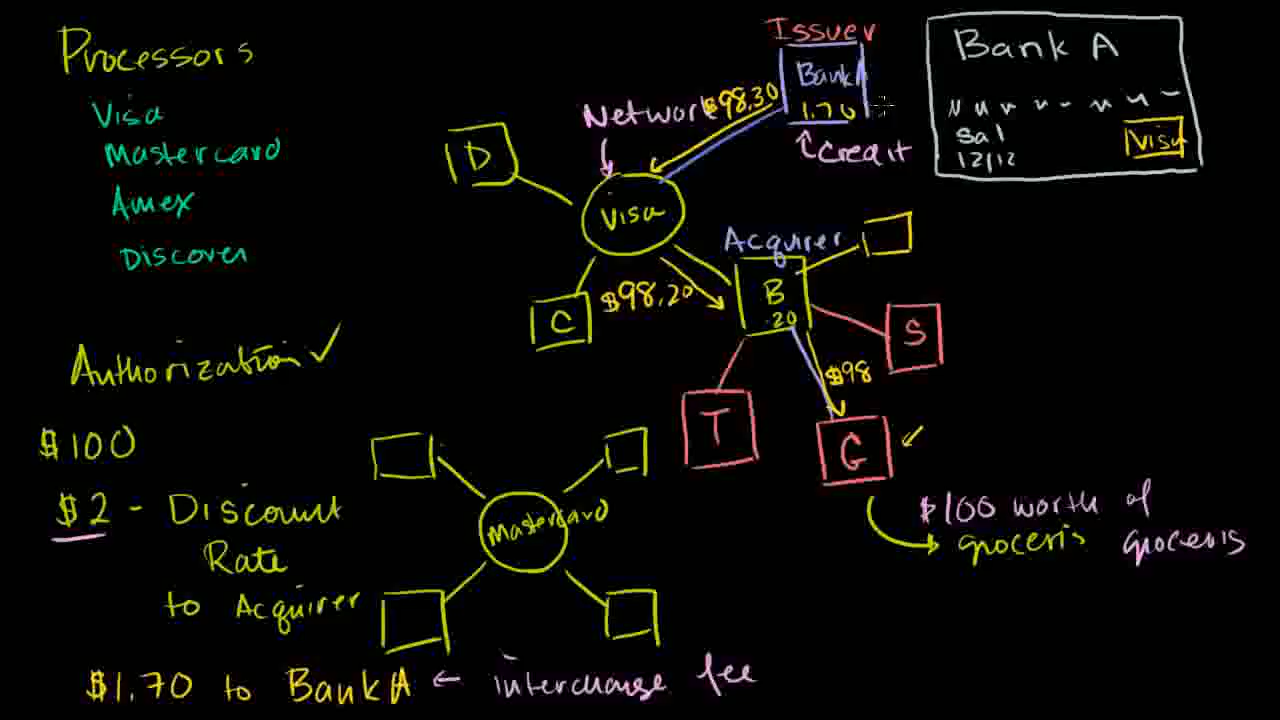 Processors
Visa
Mastercard
Amex
Discover
Authorization ✓
$100
$2 - Discount
Rate
to Acquirer
$1.70 to Bank A ← interchange fee
Issuer
Bank A
1.70
Credit
Network
$98.30
D
Visa
C
$98.20
Acquirer
B
.20
S
T
$98
G
$100 worth of
groceris groceris
Mastercard
Bank A
Sal
12/12
Visa